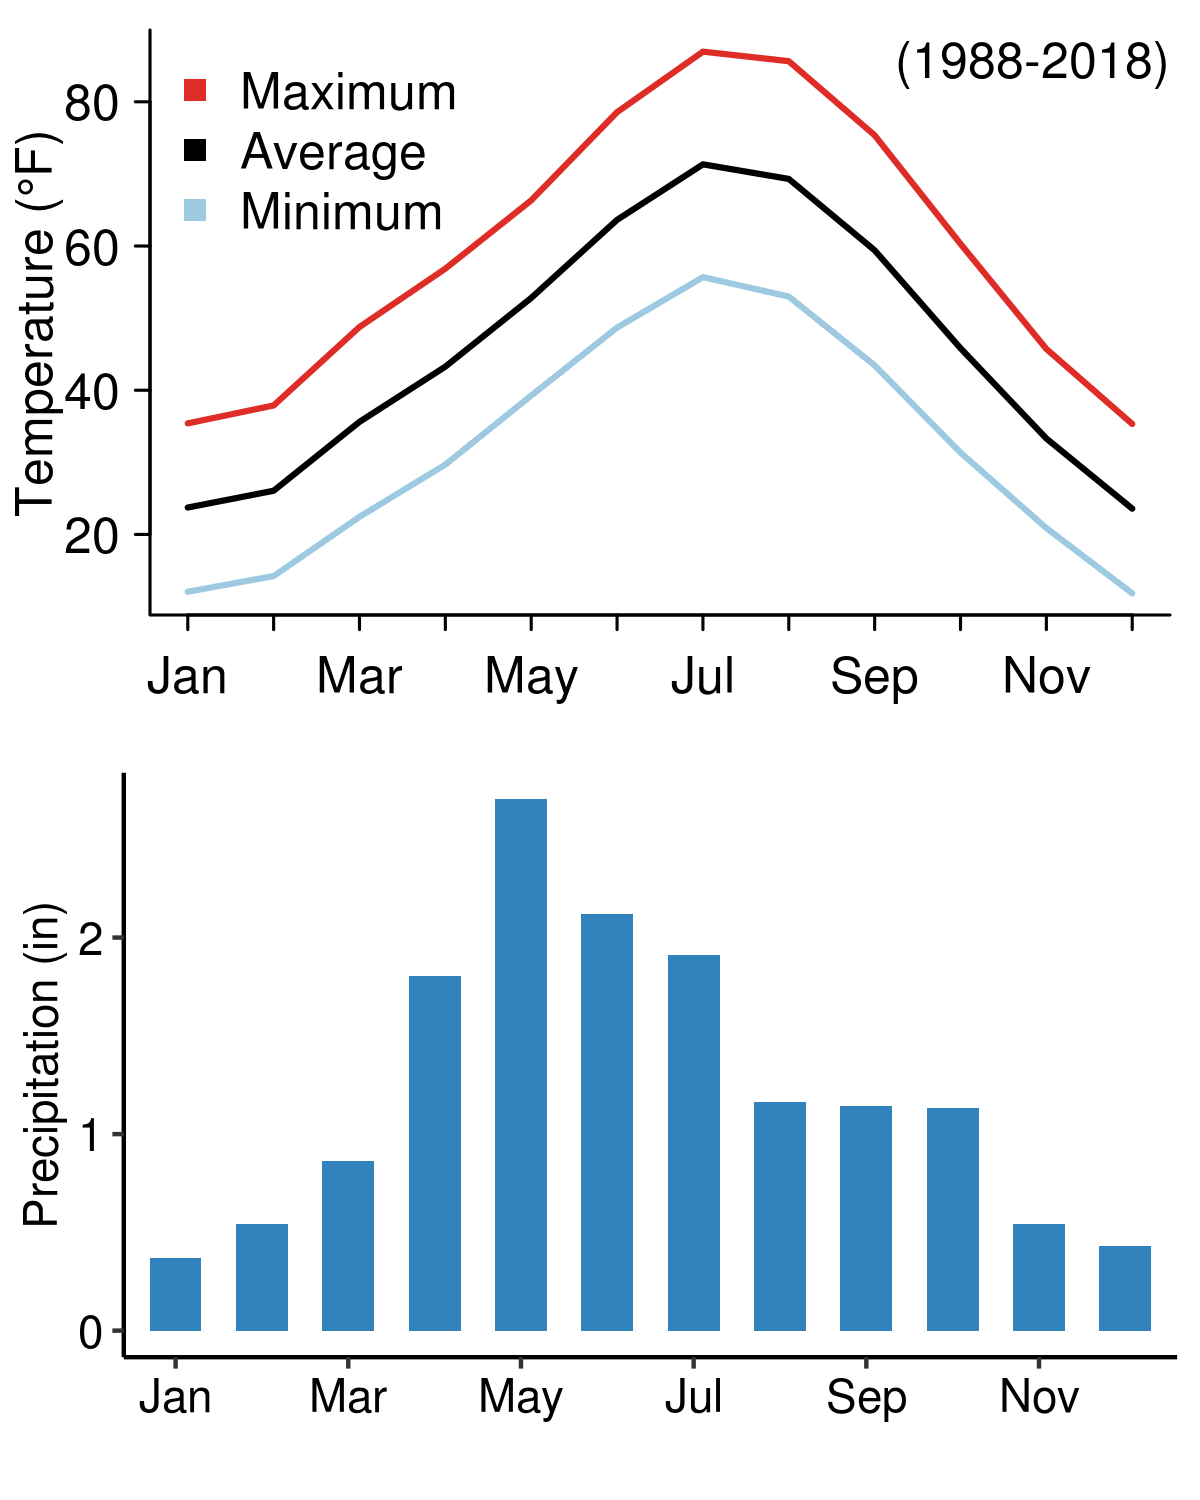 (1988-2018)
Maximum
Average
Minimum
Temperature (°F)
80
60
40
20
Jan Mar May Jul Sep Nov
Precipitation (in)
2
1
0
Jan Mar May Jul Sep Nov